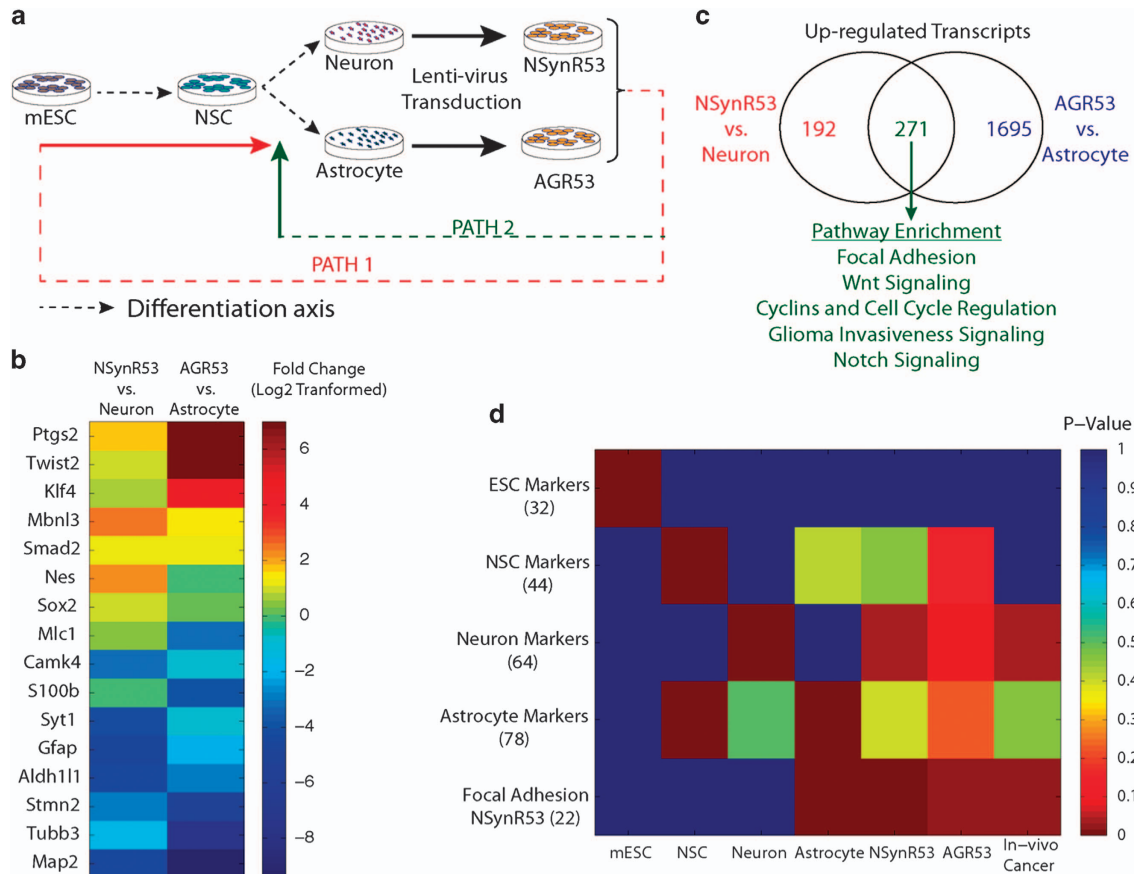 a
Neuron
NSynR53
mESC
NSC
Lenti-virus
Transduction
Astrocyte
AGR53
PATH 2
PATH 1
Differentiation axis
b
NSynR53
vs.
Neuron
AGR53
vs.
Astrocyte
Fold Change
(Log2 Tranformed)
Ptgs2
Twist2
Klf4
Mbnl3
Smad2
Nes
Sox2
Mlc1
Camk4
S100b
Syt1
Gfap
Aldh1l1
Stmn2
Tubb3
Map2
6
4
2
0
−2
−4
−6
−8
c
Up-regulated Transcripts
NSynR53
vs.
Neuron
192
271
1695
AGR53
vs.
Astrocyte
Pathway Enrichment
Focal Adhesion
Wnt Signaling
Cyclins and Cell Cycle Regulation
Glioma Invasiveness Signaling
Notch Signaling
d
P−Value
ESC Markers
(32)
NSC Markers
(44)
Neuron Markers
(64)
Astrocyte Markers
(78)
Focal Adhesion
NSynR53 (22)
mESC
NSC
Neuron
Astrocyte
NSynR53
AGR53
In−vivo
Cancer
1
0.9
0.8
0.7
0.6
0.5
0.4
0.3
0.2
0.1
0